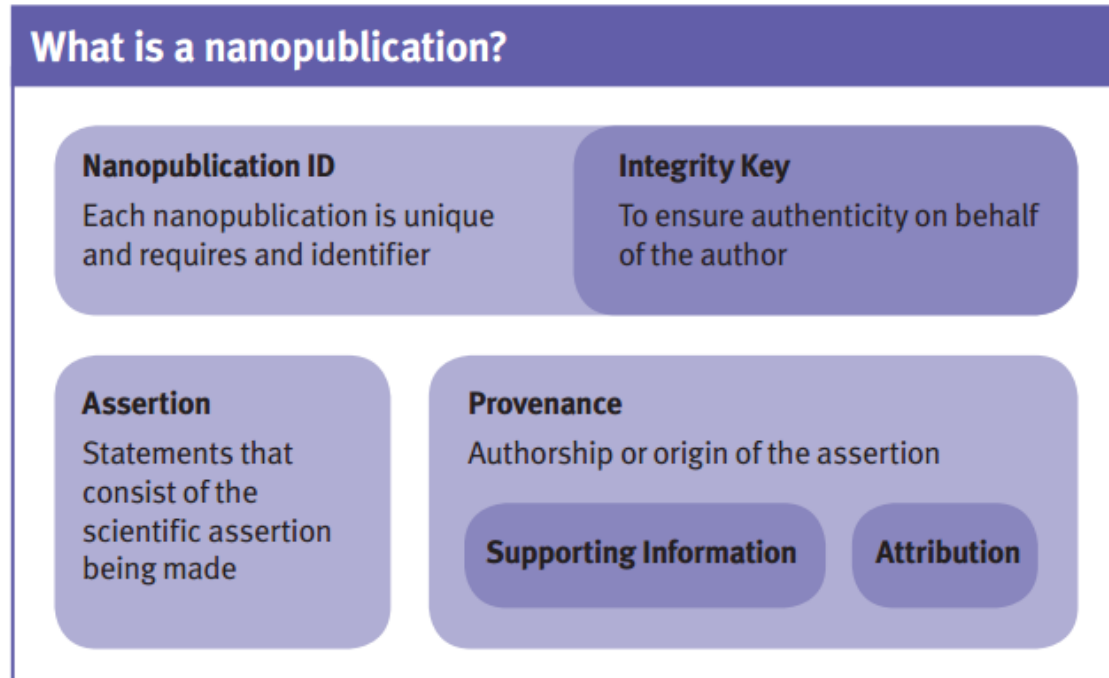 What is a nanopublication?
Nanopublication ID
Each nanopublication is unique
and requires and identifier
Integrity Key
To ensure authenticity on behalf
of the author
Assertion
Statements that
consist of the
scientific assertion
being made
Provenance
Authorship or origin of the assertion
Supporting Information
Attribution